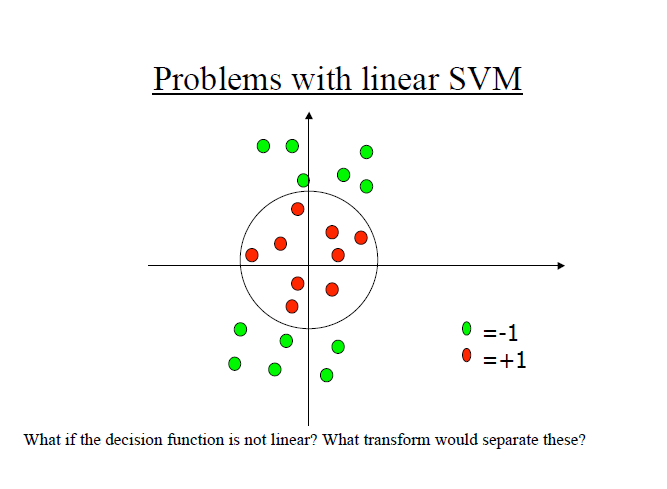 Problems with linear SVM
=-1
=+1
What if the decision function is not linear? What transform would separate these?